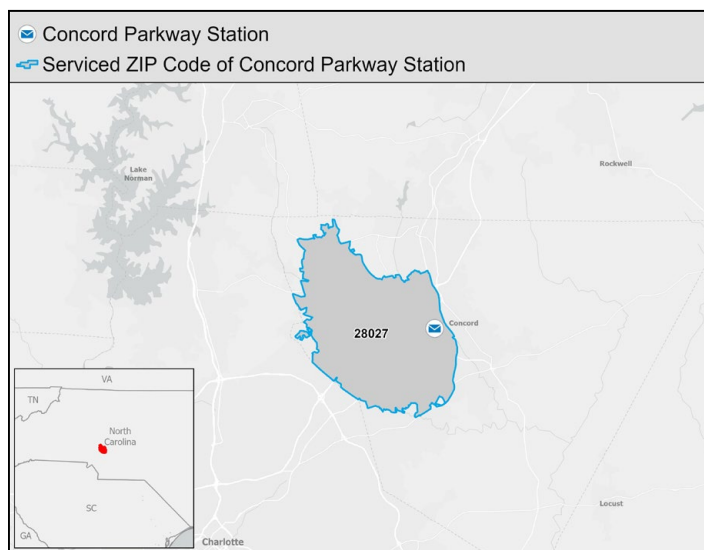 Concord Parkway Station
Serviced ZIP Code of Concord Parkway Station
Lake
Norman
Rockwell
Concord
28027
VA
TN
North
Carolina
SC
GA
Locust
Charlotte